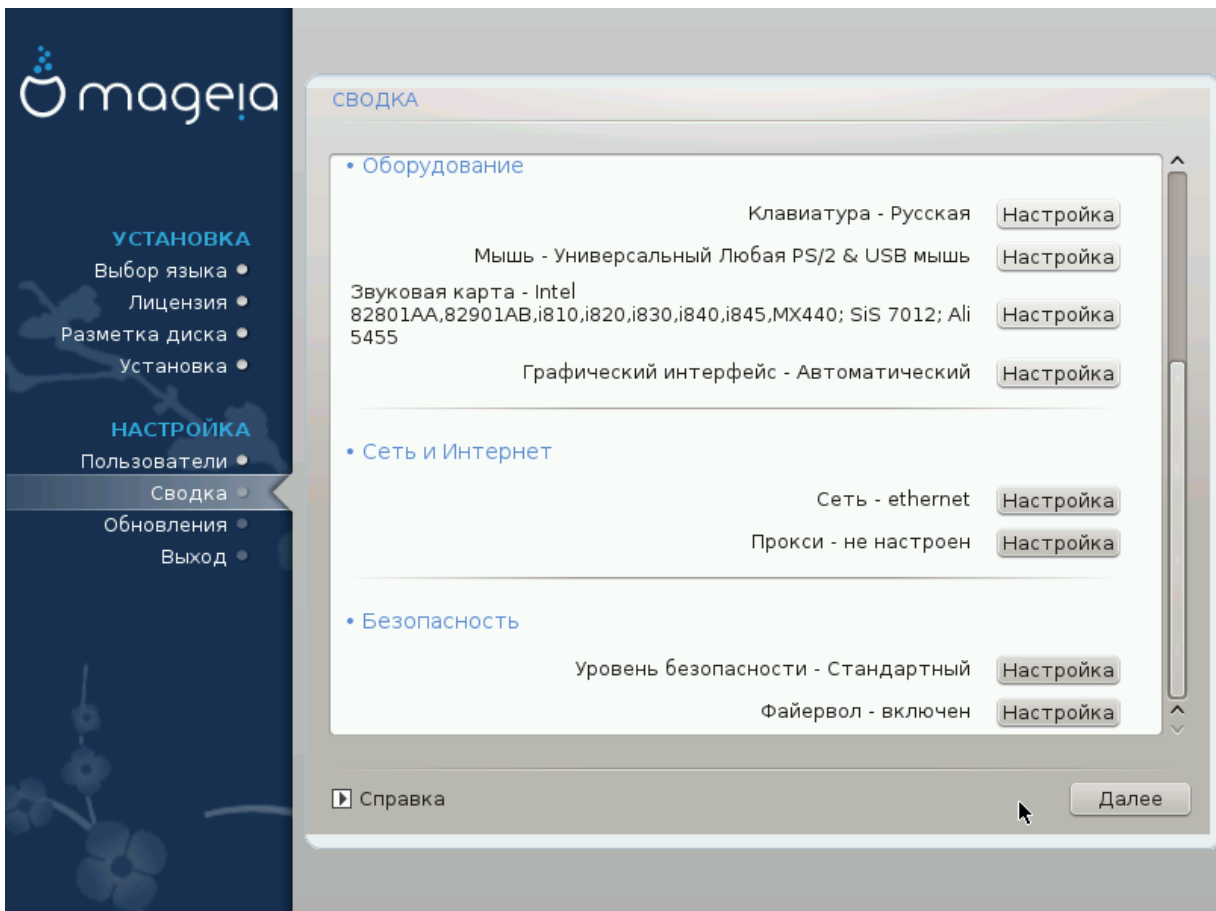 mageia
СВОДКА
УСТАНОВКА
Выбор языка
Лицензия
Разметка диска
Установка
НАСТРОЙКА
Пользователи
Сводка
Обновления
Выход
• Оборудование
Клавиатура - Русская Настройка
Мышь - Универсальный Любая PS/2 & USB мышь Настройка
Звуковая карта - Intel
82801AA,82901AB,i810,i820,i830,i840,i845,MX440; SiS 7012; Ali Настройка
5455
Графический интерфейс - Автоматический Настройка
• Сеть и Интернет
Сеть - ethernet Настройка
Прокси - не настроен Настройка
• Безопасность
Уровень безопасности - Стандартный Настройка
Файервол - включен Настройка
Справка
Далее